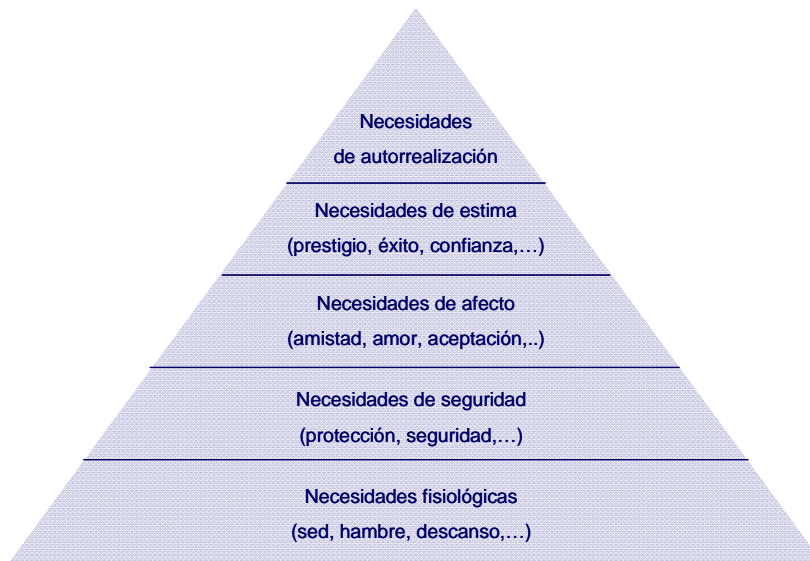 Necesidades
de autorrealización
Necesidades de estima
(prestigio, éxito, confianza,…)
Necesidades de afecto
(amistad, amor, aceptación,..)
Necesidades de seguridad
(protección, seguridad,…)
Necesidades fisiológicas
(sed, hambre, descanso,…)